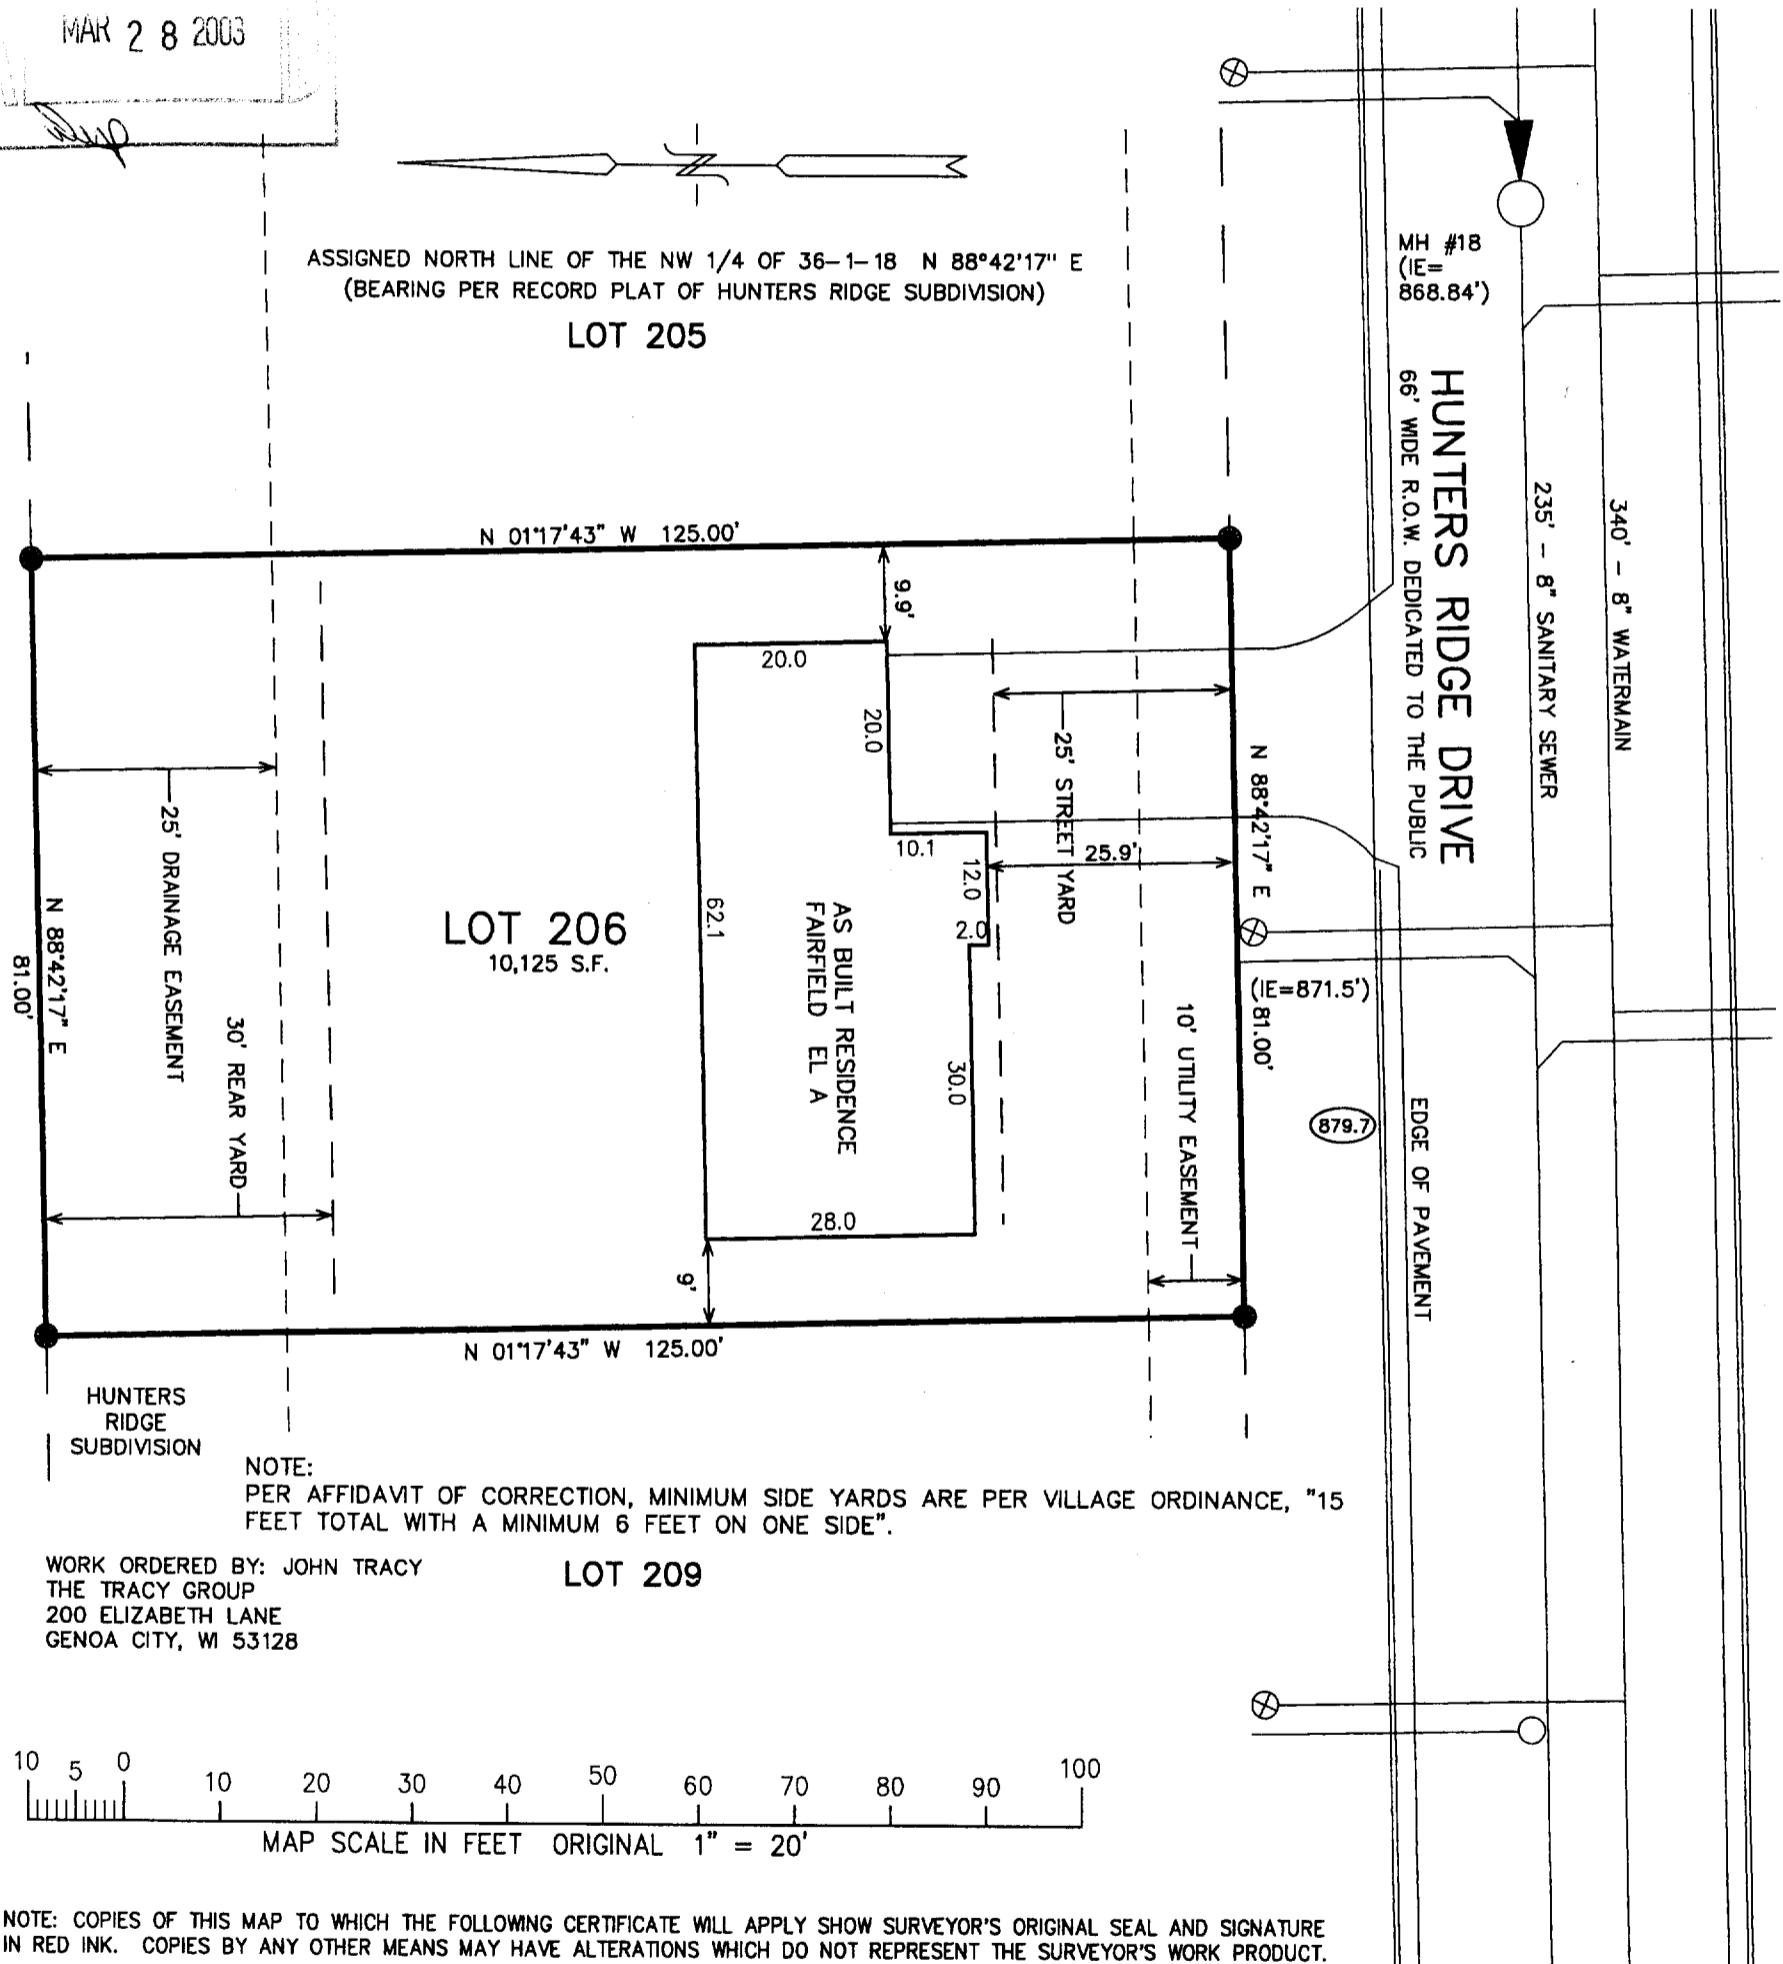 MAR 28 2003
ASSIGNED NORTH LINE OF THE NW 1/4 OF 36-1-18 N 88°42'17" E
(BEARING PER RECORD PLAT OF HUNTERS RIDGE SUBDIVISION)
LOT 205
MH #18
(IE=
868.84')
HUNTERS RIDGE DRIVE
66' WIDE R.O.W. DEDICATED TO THE PUBLIC
235' - 8" SANITARY SEWER
340' - 8" WATERMAIN
N 01°17'43" W 125.00'
9.9'
20.0
20.0
25' STREET YARD
N 88°42'17" E
81.00'
10.1
25.9'
12.0
2.0
62.1
AS BUILT RESIDENCE
FAIRFIELD EL A
30.0
28.0
9'
LOT 206
10,125 S.F.
25' DRAINAGE EASEMENT
30' REAR YARD
N 88°42'17" E
81.00'
(IE=871.5')
10' UTILITY EASEMENT
879.7
EDGE OF PAVEMENT
N 01°17'43" W 125.00'
HUNTERS
RIDGE
SUBDIVISION
NOTE:
PER AFFIDAVIT OF CORRECTION, MINIMUM SIDE YARDS ARE PER VILLAGE ORDINANCE, "15
FEET TOTAL WITH A MINIMUM 6 FEET ON ONE SIDE".
WORK ORDERED BY: JOHN TRACY
THE TRACY GROUP
200 ELIZABETH LANE
GENOA CITY, WI 53128
LOT 209
10 5 0 10 20 30 40 50 60 70 80 90 100
MAP SCALE IN FEET ORIGINAL 1" = 20'
NOTE: COPIES OF THIS MAP TO WHICH THE FOLLOWING CERTIFICATE WILL APPLY SHOW SURVEYOR'S ORIGINAL SEAL AND SIGNATURE
IN RED INK. COPIES BY ANY OTHER MEANS MAY HAVE ALTERATIONS WHICH DO NOT REPRESENT THE SURVEYOR'S WORK PRODUCT.